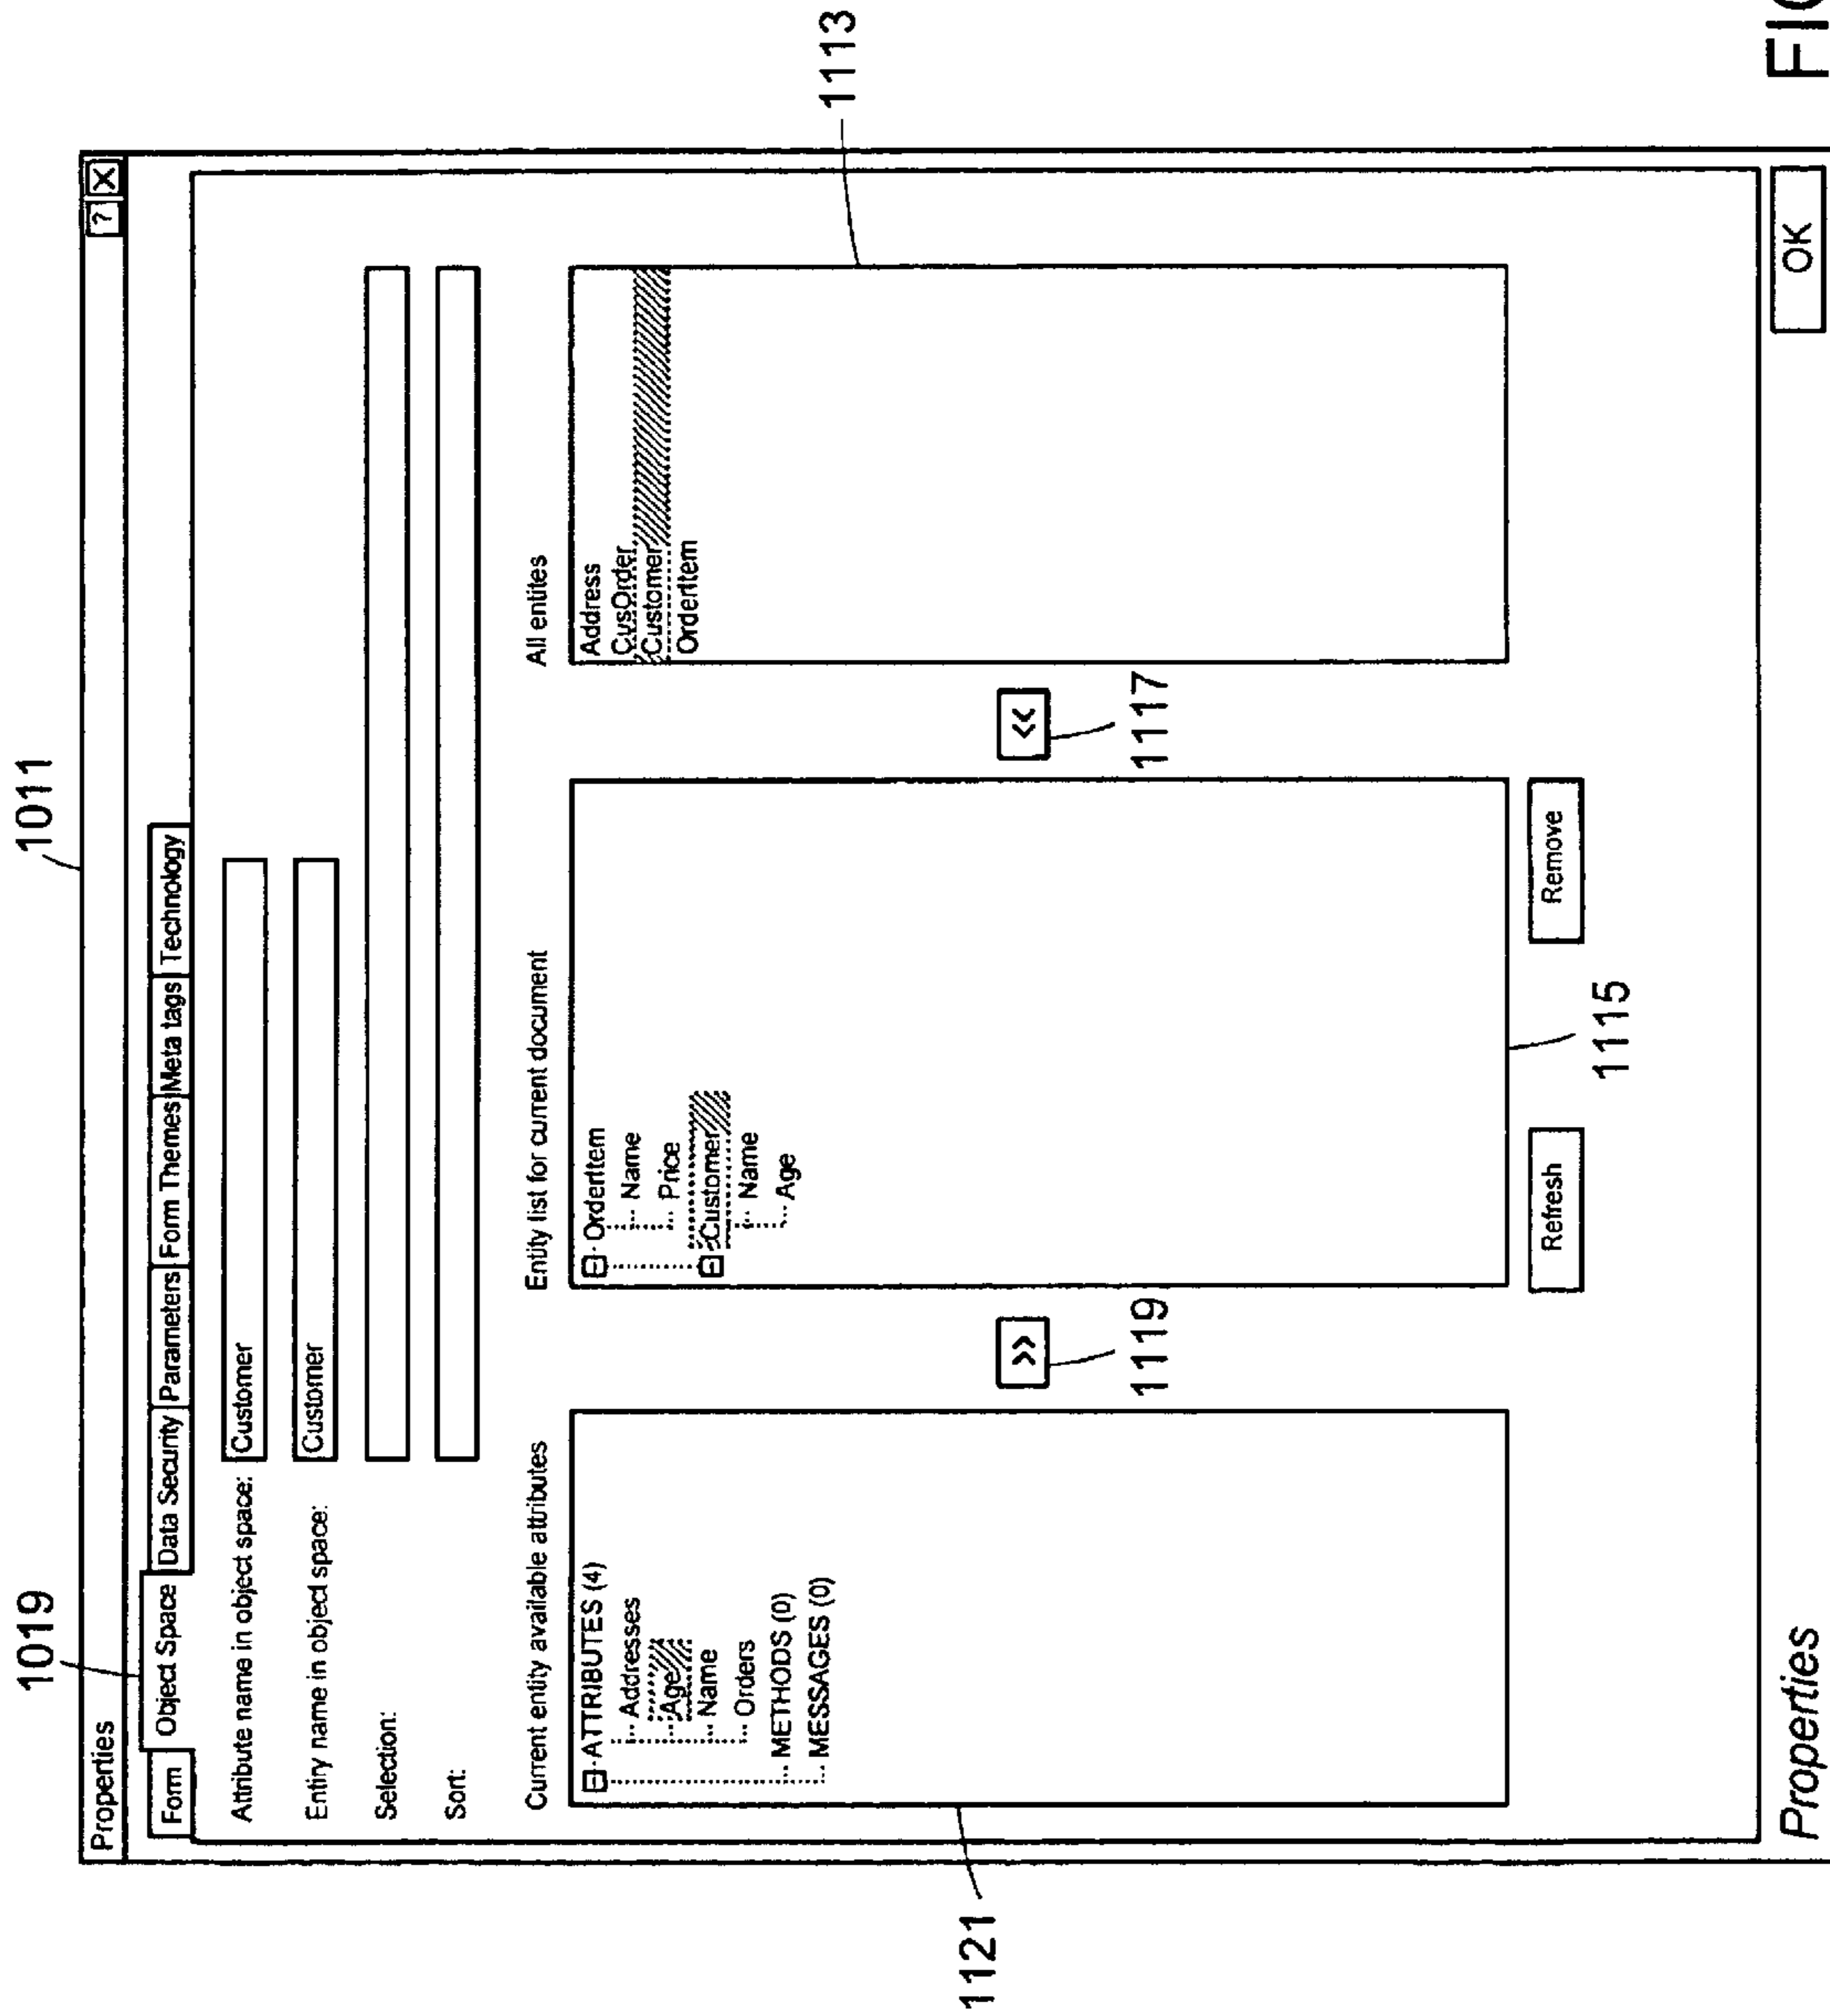 1011
1019
Properties
? X
Form Object Space Data Security Parameters Form Themes Meta tags Technology
Attribute name in object space: Customer
Entiry name in object space: Customer
Selection:
Sort:
Current entity available attributes
ATTRIBUTES (4)
Addresses
Age
Name
Orders
METHODS (0)
MESSAGES (0)
1121
>>
1119
Entity list for current document
OrderItem
Name
Price
Customer
Name
Age
1115
Refresh
Remove
<<
1117
All entites
Address
CusOrder
Customer
OrderItem
1113
Properties
OK